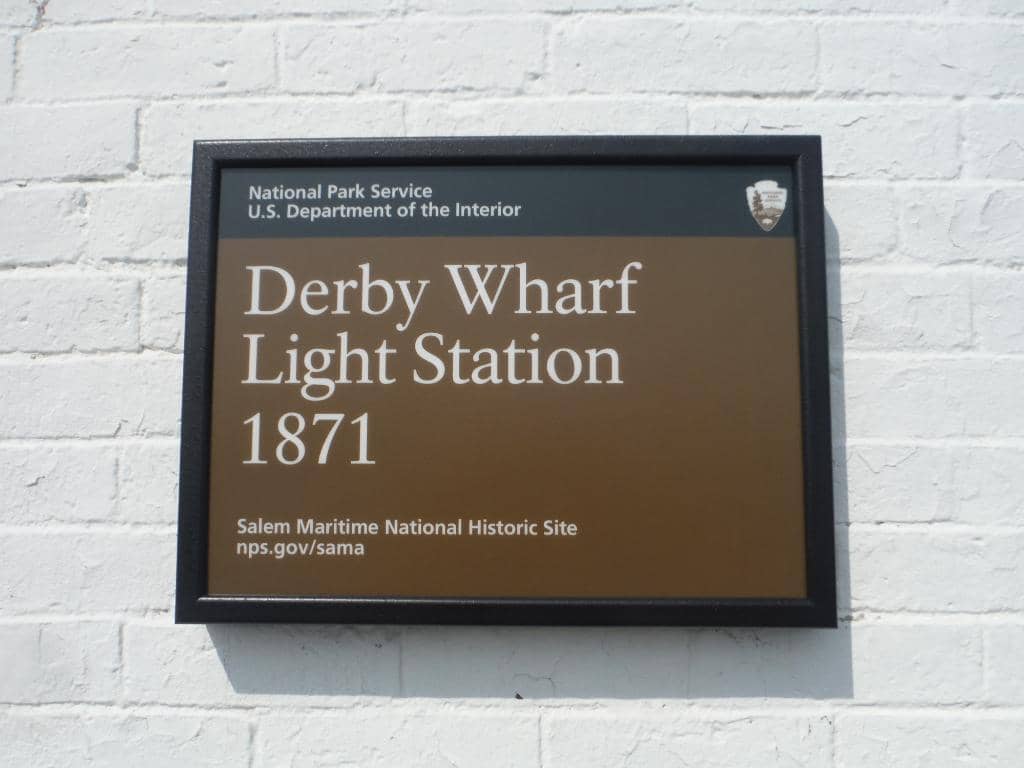 National Park Service
U.S. Department of the Interior
Derby Wharf
Light Station
1871
Salem Maritime National Historic Site
nps.gov/sama